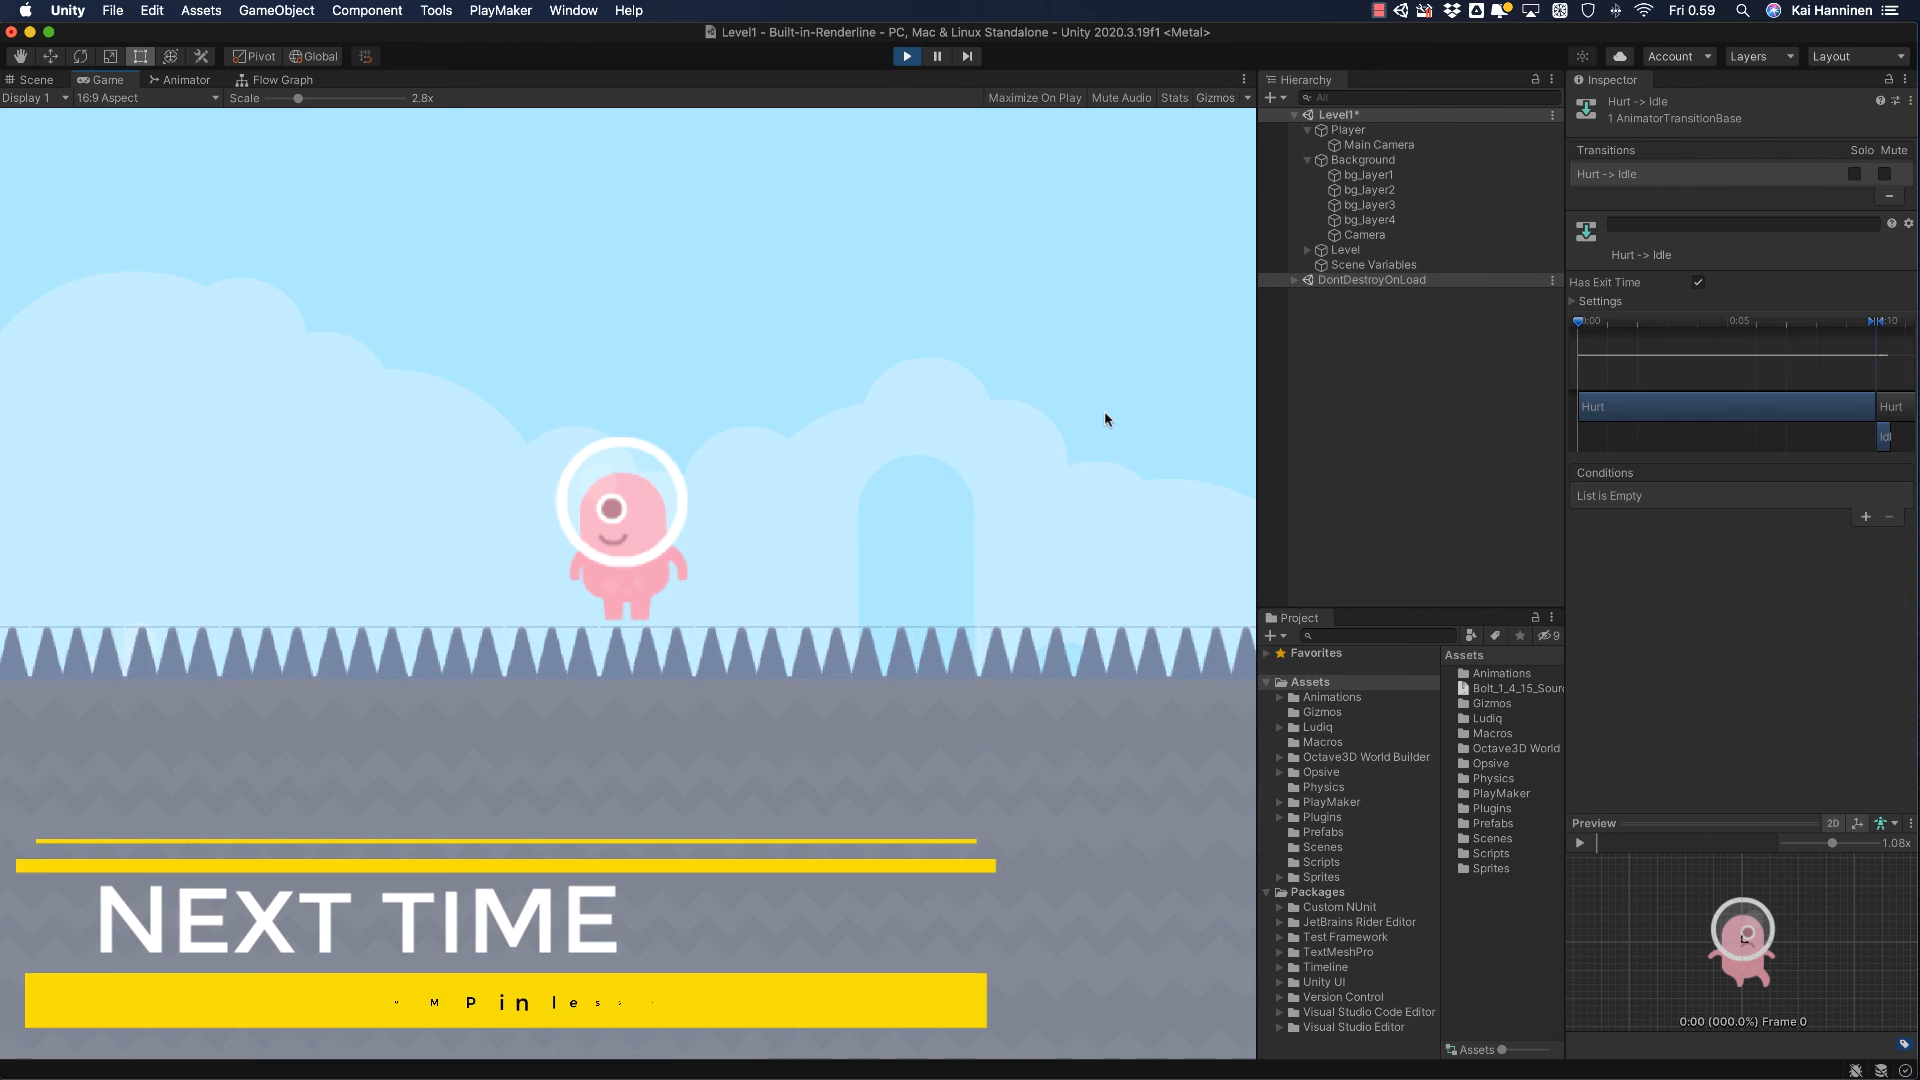 Unity File Edit Assets GameObject Component Tools PlayMaker Window Help Fri 0.59 Kai Hanninen
Level1 - Built-in-Renderline - PC, Mac & Linux Standalone - Unity 2020.3.19f1 <Metal>
Pivot Global Account Layers Layout
Scene Game Animator Flow Graph
Display 1 16:9 Aspect Scale 2.8x Maximize On Play Mute Audio Stats Gizmos
NEXT TIME
M P in l e s
Hierarchy
All
Level1*
Player
Main Camera
Background
bg_layer1
bg_layer2
bg_layer3
bg_layer4
Camera
Level
Scene Variables
DontDestroyOnLoad
Project
9
Favorites
Assets
Animations
Gizmos
Ludiq
Macros
Octave3D World Builder
Opsive
Physics
PlayMaker
Plugins
Prefabs
Scenes
Scripts
Sprites
Packages
Custom NUnit
JetBrains Rider Editor
Test Framework
TextMeshPro
Timeline
Unity UI
Version Control
Visual Studio Code Editor
Visual Studio Editor
Assets
Animations
Bolt_1_4_15_Sour
Gizmos
Ludiq
Macros
Octave3D World
Opsive
Physics
PlayMaker
Plugins
Prefabs
Scenes
Scripts
Sprites
Assets
Inspector
Hurt -> Idle
1 AnimatorTransitionBase
Transitions Solo Mute
Hurt -> Idle
Hurt -> Idle
Has Exit Time
Settings
0:00 0:05 :10
Hurt Hurt
Idl
Conditions
List is Empty
Preview 2D
1.08x
0:00 (000.0%) Frame 0